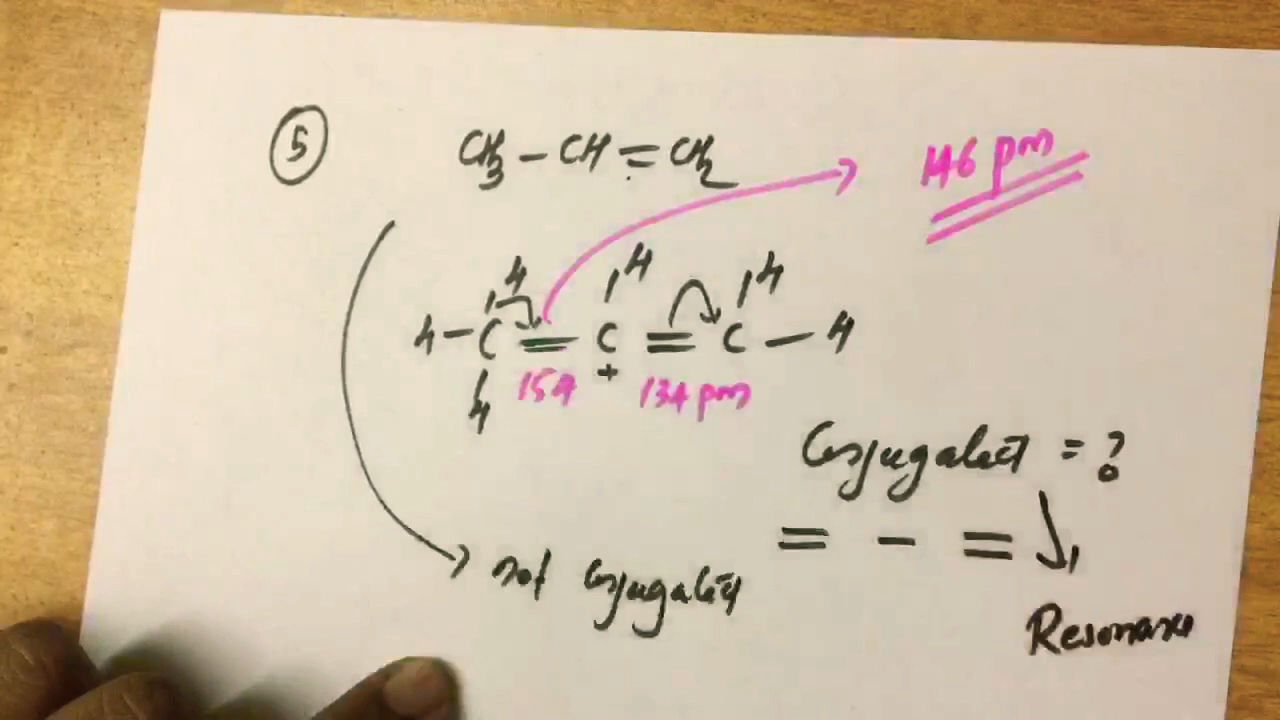 5
CH3 – CH = CH2
146 pm
H H H
H – C = C = C – H
+
H
154 134 pm
Conjugated = ?
= – =
not conjugated
Resonance